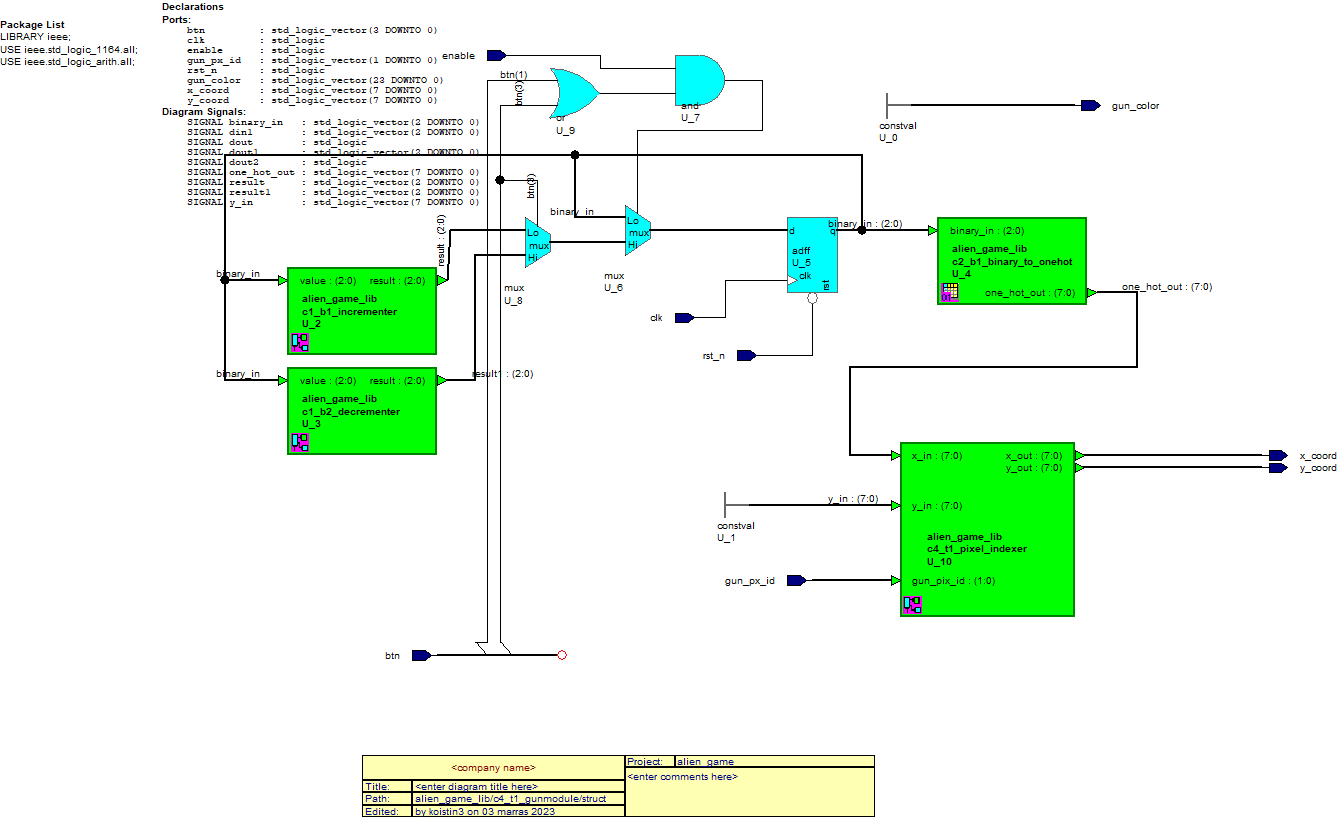 Package List
LIBRARY ieee;
USE ieee.std_logic_1164.all;
USE ieee.std_logic_arith.all;
Declarations
Ports:
btn : std_logic_vector(3 DOWNTO 0)
clk : std_logic
enable : std_logic
gun_px_id : std_logic_vector(1 DOWNTO 0)
rst_n : std_logic
gun_color : std_logic_vector(23 DOWNTO 0)
x_coord : std_logic_vector(7 DOWNTO 0)
y_coord : std_logic_vector(7 DOWNTO 0)
Diagram Signals:
SIGNAL binary_in : std_logic_vector(2 DOWNTO 0)
SIGNAL din1 : std_logic_vector(2 DOWNTO 0)
SIGNAL dout : std_logic
SIGNAL dout1 : std_logic_vector(2 DOWNTO 0)
SIGNAL dout2 : std_logic
SIGNAL one_hot_out : std_logic_vector(7 DOWNTO 0)
SIGNAL result : std_logic_vector(2 DOWNTO 0)
SIGNAL result1 : std_logic_vector(2 DOWNTO 0)
SIGNAL y_in : std_logic_vector(7 DOWNTO 0)
enable
btn(1)
btn(3)
or
U_9
and
U_7
constval
U_0
gun_color
btn(3)
binary_in
result : (2:0)
Lo
mux
Hi
mux
U_8
Lo
mux
Hi
mux
U_6
d
q
adff
U_5
clk
rst
binary_in : (2:0)
clk
rst_n
binary_in : (2:0)
alien_game_lib
c2_b1_binary_to_onehot
U_4
one_hot_out : (7:0)
one_hot_out : (7:0)
binary_in
value : (2:0) result : (2:0)
alien_game_lib
c1_b1_incrementer
U_2
binary_in
value : (2:0) result : (2:0)
result1 : (2:0)
alien_game_lib
c1_b2_decrementer
U_3
x_in : (7:0) x_out : (7:0)
y_out : (7:0)
x_coord
y_coord
y_in : (7:0)
y_in : (7:0)
constval
U_1
alien_game_lib
c4_t1_pixel_indexer
U_10
gun_px_id
gun_pix_id : (1:0)
btn
<company name>
Project: alien_game
<enter comments here>
Title: <enter diagram title here>
Path: alien_game_lib/c4_t1_gunmodule/struct
Edited: by koistin3 on 03 marras 2023